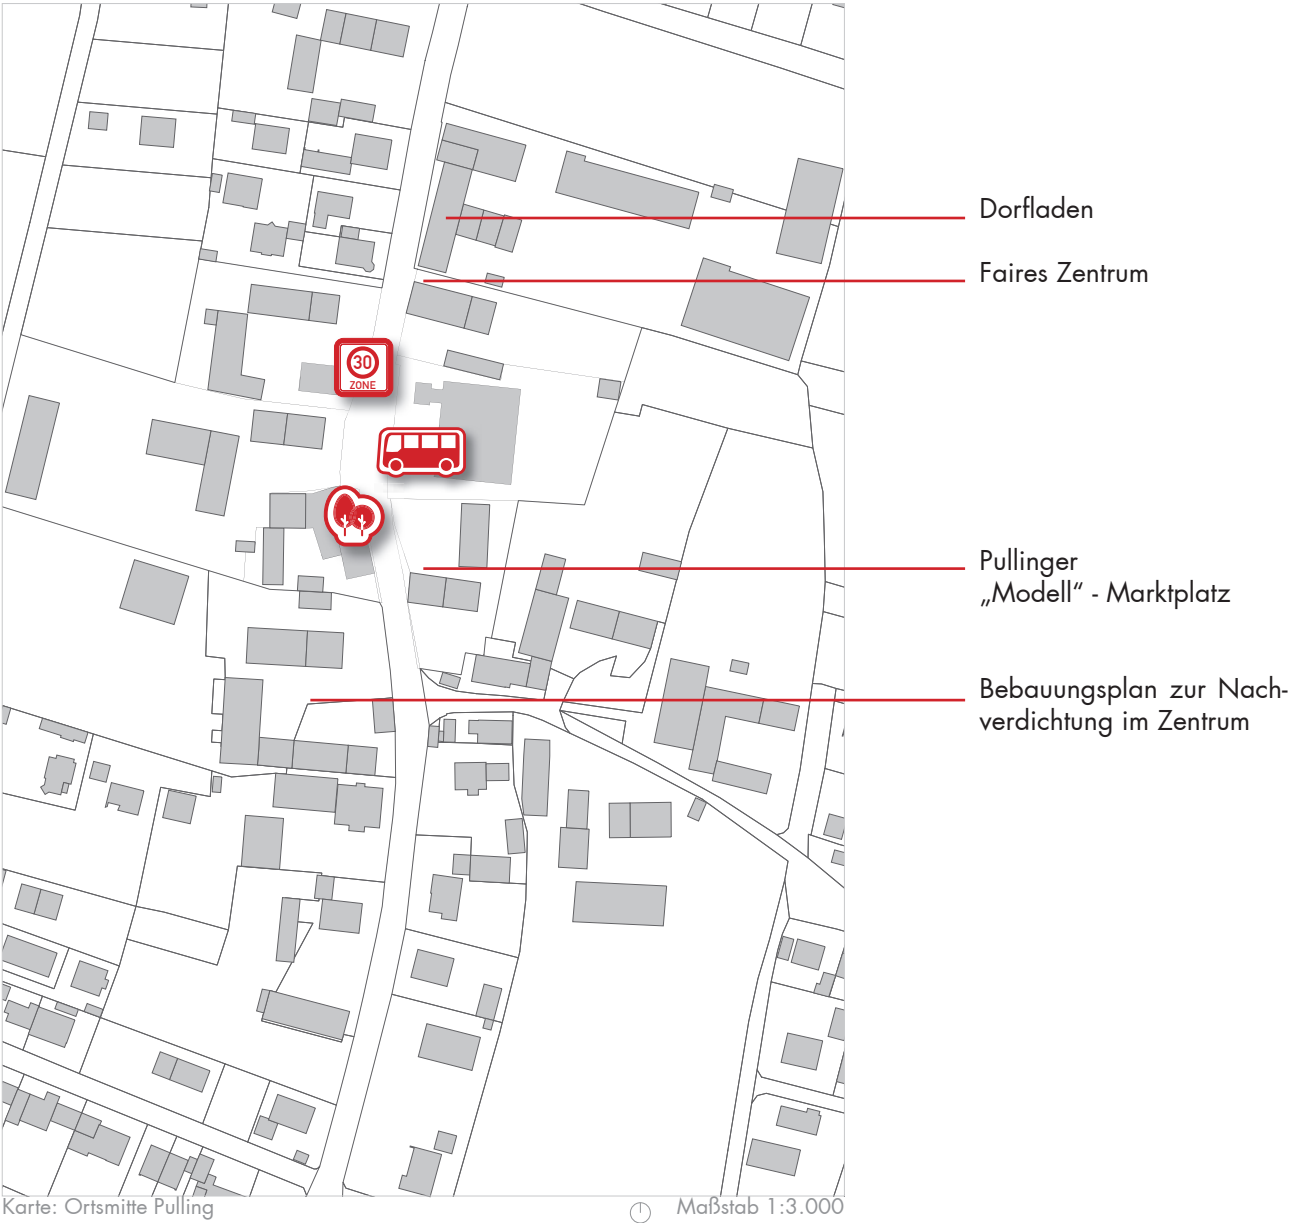 Dorfladen
Faires Zentrum
30
ZONE
Pullinger
„Modell“ - Marktplatz
Bebauungsplan zur Nach-
verdichtung im Zentrum
Karte: Ortsmitte Pulling
Maßstab 1:3.000